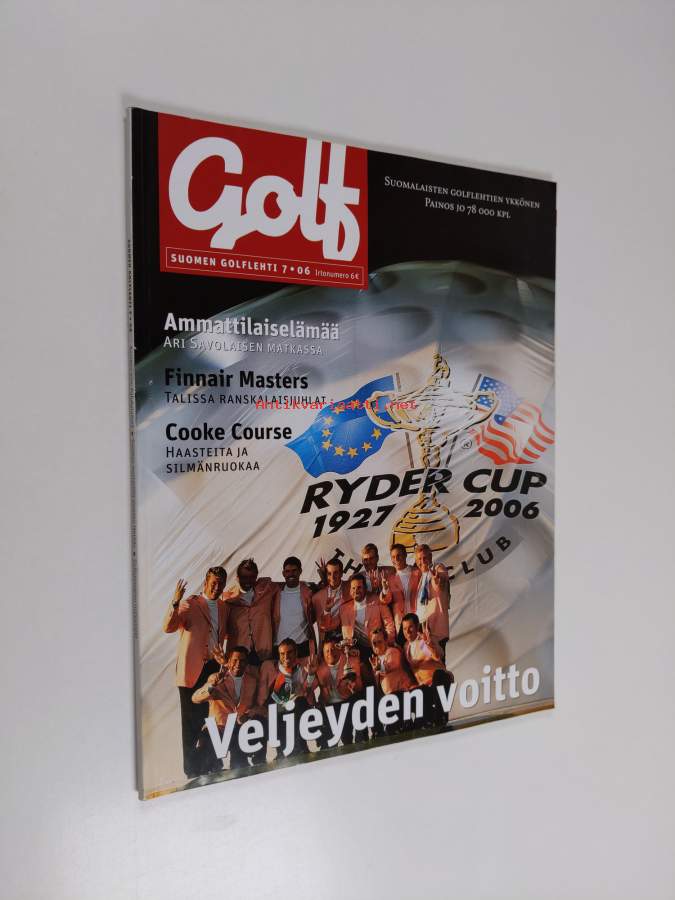 Golf
SUOMEN GOLFLEHTI 7 • 06 Irtonumero 6€
SUOMALAISTEN GOLFLEHTIEN YKKÖNEN
PAINOS JO 78 000 KPL
Ammattilaiselämää
ARI SAVOLAISEN MATKASSA
Finnair Masters
TALISSA RANSKALAISJUHLAT
Antikvariaatti.net
Cooke Course
HAASTEITA JA
SILMÄNRUOKAA
RYDER CUP
1927 2006
CLUB
Veljeyden voitto